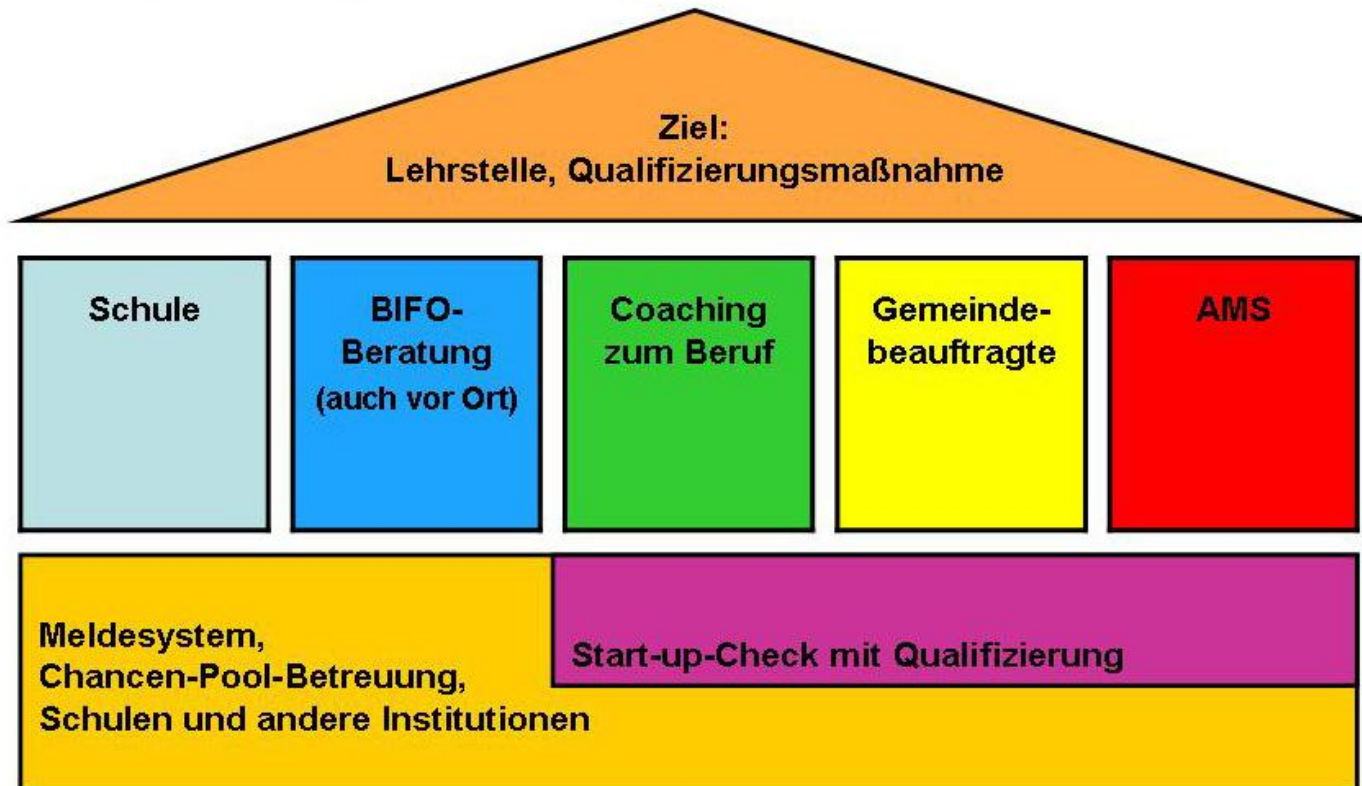 Ziel:
Lehrstelle, Qualifizierungsmaßnahme
Schule
BIFO-
Beratung
(auch vor Ort)
Coaching
zum Beruf
Gemeinde-
beauftragte
AMS
Meldesystem,
Chancen-Pool-Betreuung,
Schulen und andere Institutionen
Start-up-Check mit Qualifizierung